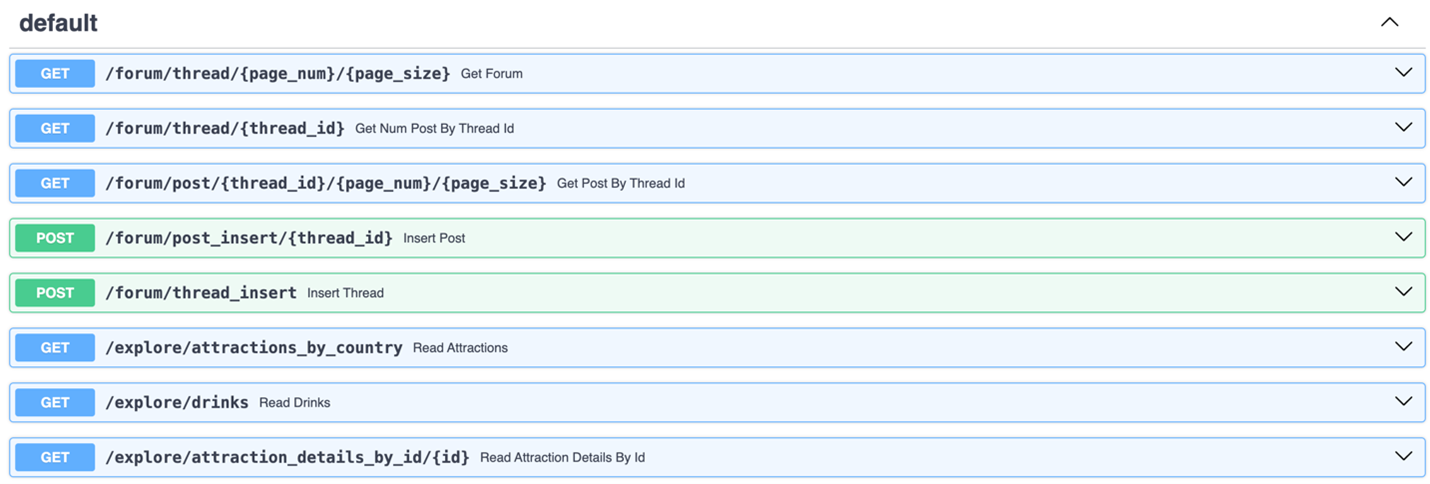 default
GET /forum/thread/{page_num}/{page_size} Get Forum
GET /forum/thread/{thread_id} Get Num Post By Thread Id
GET /forum/post/{thread_id}/{page_num}/{page_size} Get Post By Thread Id
POST /forum/post_insert/{thread_id} Insert Post
POST /forum/thread_insert Insert Thread
GET /explore/attractions_by_country Read Attractions
GET /explore/drinks Read Drinks
GET /explore/attraction_details_by_id/{id} Read Attraction Details By Id